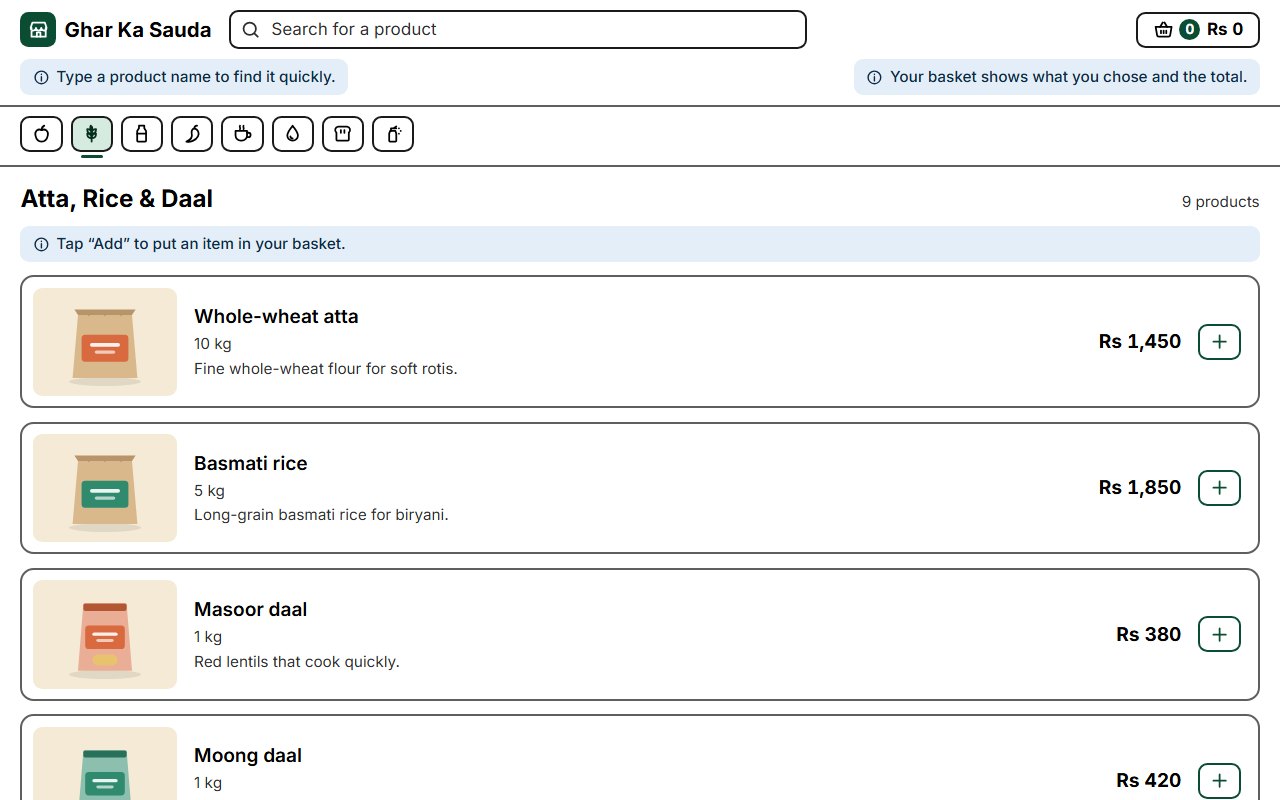 Ghar Ka Sauda
Search for a product
0 Rs 0
Type a product name to find it quickly.
Your basket shows what you chose and the total.
Atta, Rice & Daal
9 products
Tap “Add” to put an item in your basket.
Whole-wheat atta
10 kg
Fine whole-wheat flour for soft rotis.
Rs 1,450
Basmati rice
5 kg
Long-grain basmati rice for biryani.
Rs 1,850
Masoor daal
1 kg
Red lentils that cook quickly.
Rs 380
Moong daal
1 kg
Rs 420